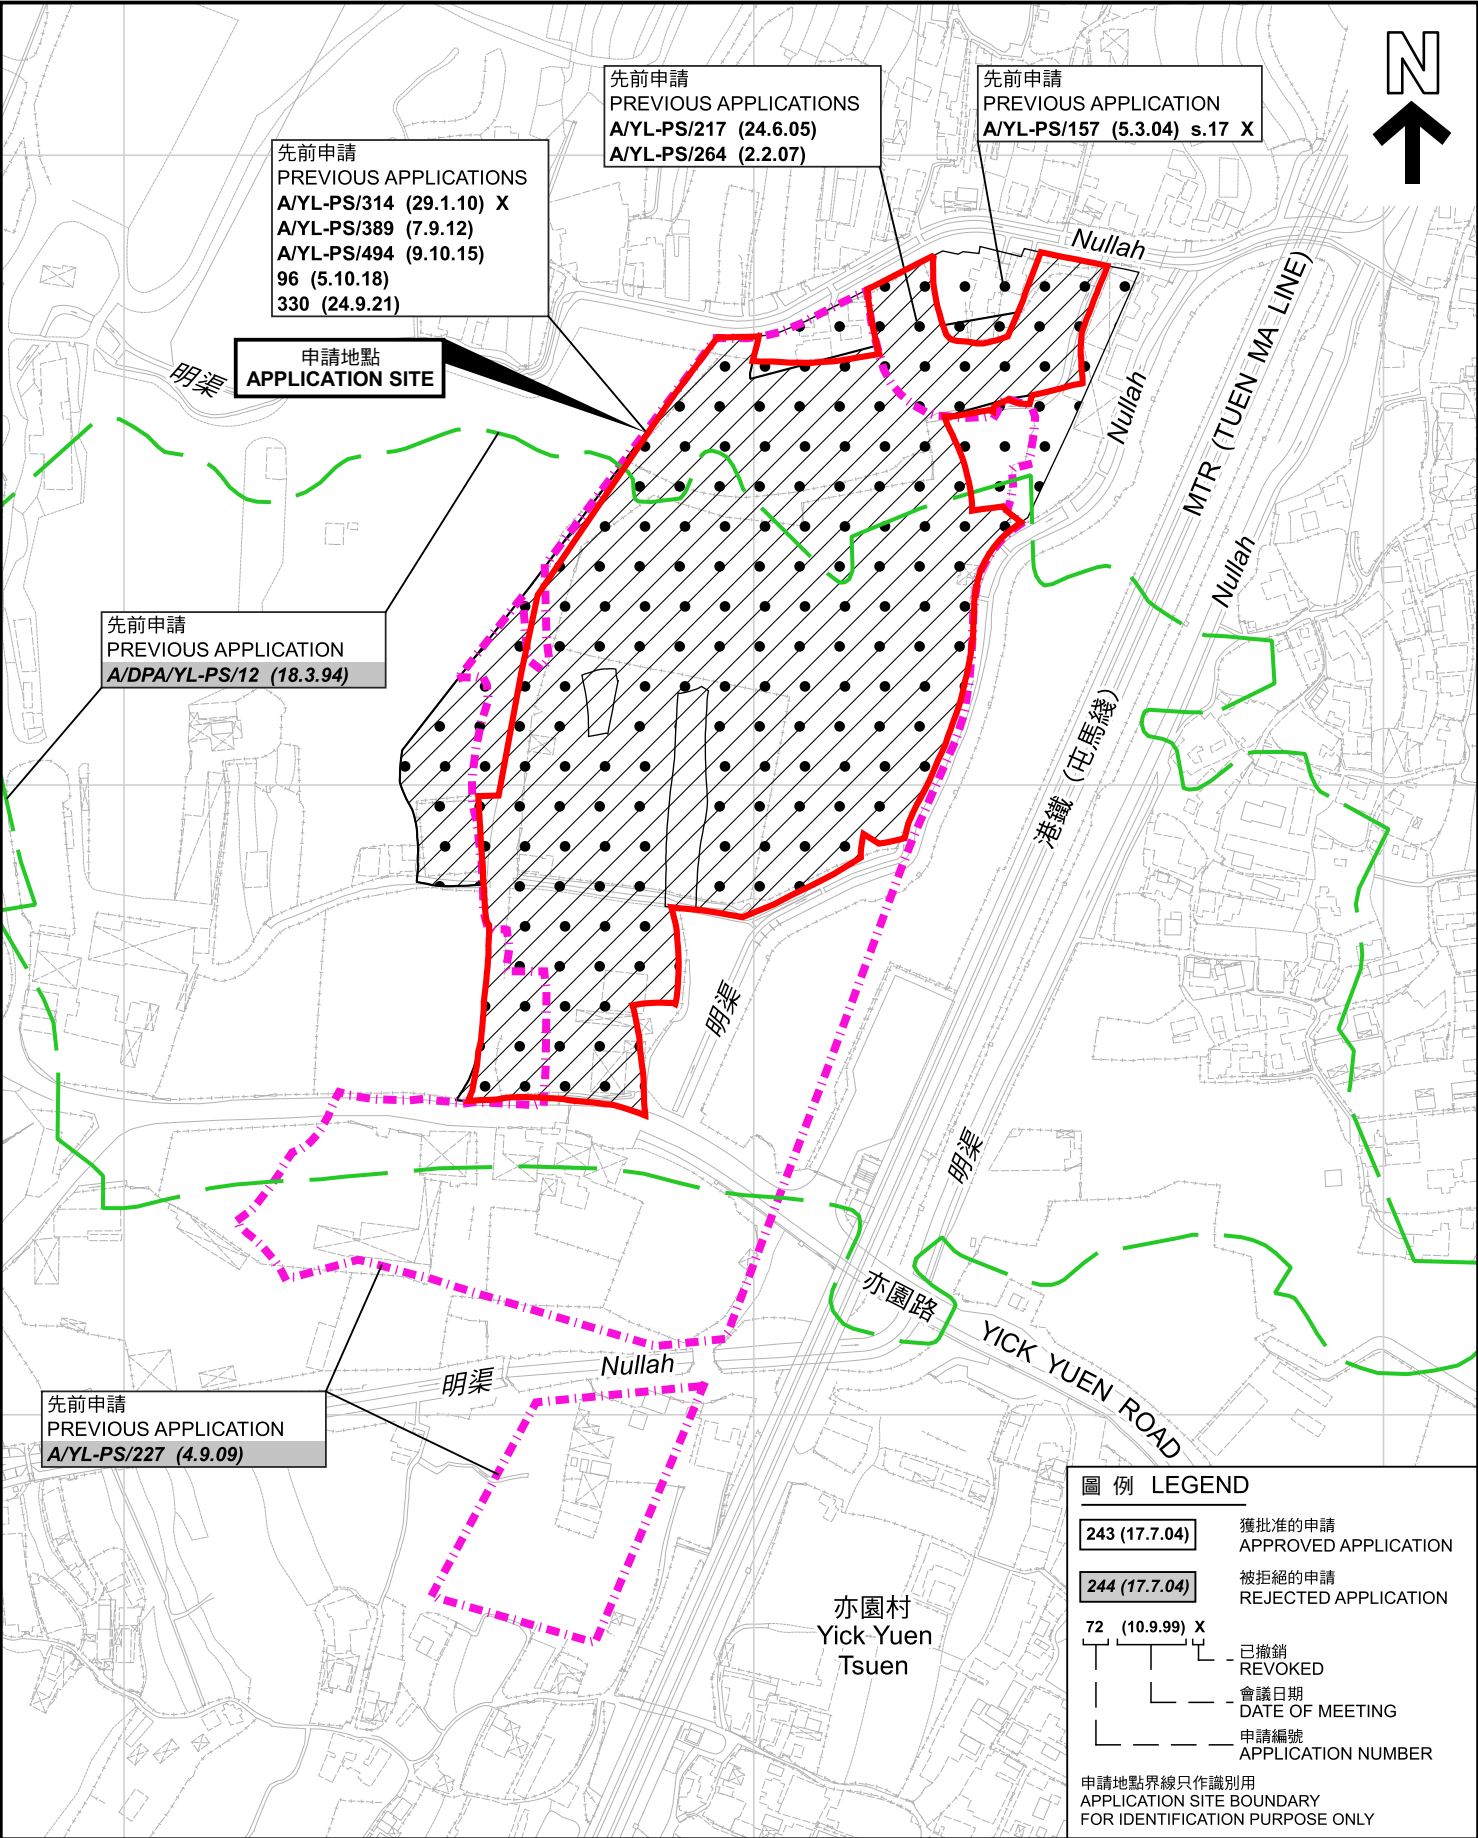 N
先前申請
PREVIOUS APPLICATIONS
A/YL-PS/217 (24.6.05)
A/YL-PS/264 (2.2.07)
先前申請
PREVIOUS APPLICATION
A/YL-PS/157 (5.3.04) s.17 X
先前申請
PREVIOUS APPLICATIONS
A/YL-PS/314 (29.1.10) X
A/YL-PS/389 (7.9.12)
A/YL-PS/494 (9.10.15)
96 (5.10.18)
330 (24.9.21)
申請地點
APPLICATION SITE
明渠
Nullah
Nullah
MTR (TUEN MA LINE)
Nullah
港鐵 (屯馬綫)
先前申請
PREVIOUS APPLICATION
A/DPA/YL-PS/12 (18.3.94)
明渠
明渠
亦園路
YICK YUEN ROAD
明渠
Nullah
先前申請
PREVIOUS APPLICATION
A/YL-PS/227 (4.9.09)
亦園村
Yick Yuen
Tsuen
圖 例 LEGEND
243 (17.7.04)
獲批准的申請
APPROVED APPLICATION
244 (17.7.04)
被拒絕的申請
REJECTED APPLICATION
72 (10.9.99) X
已撤銷
REVOKED
會議日期
DATE OF MEETING
申請編號
APPLICATION NUMBER
申請地點界線只作識別用
APPLICATION SITE BOUNDARY
FOR IDENTIFICATION PURPOSE ONLY